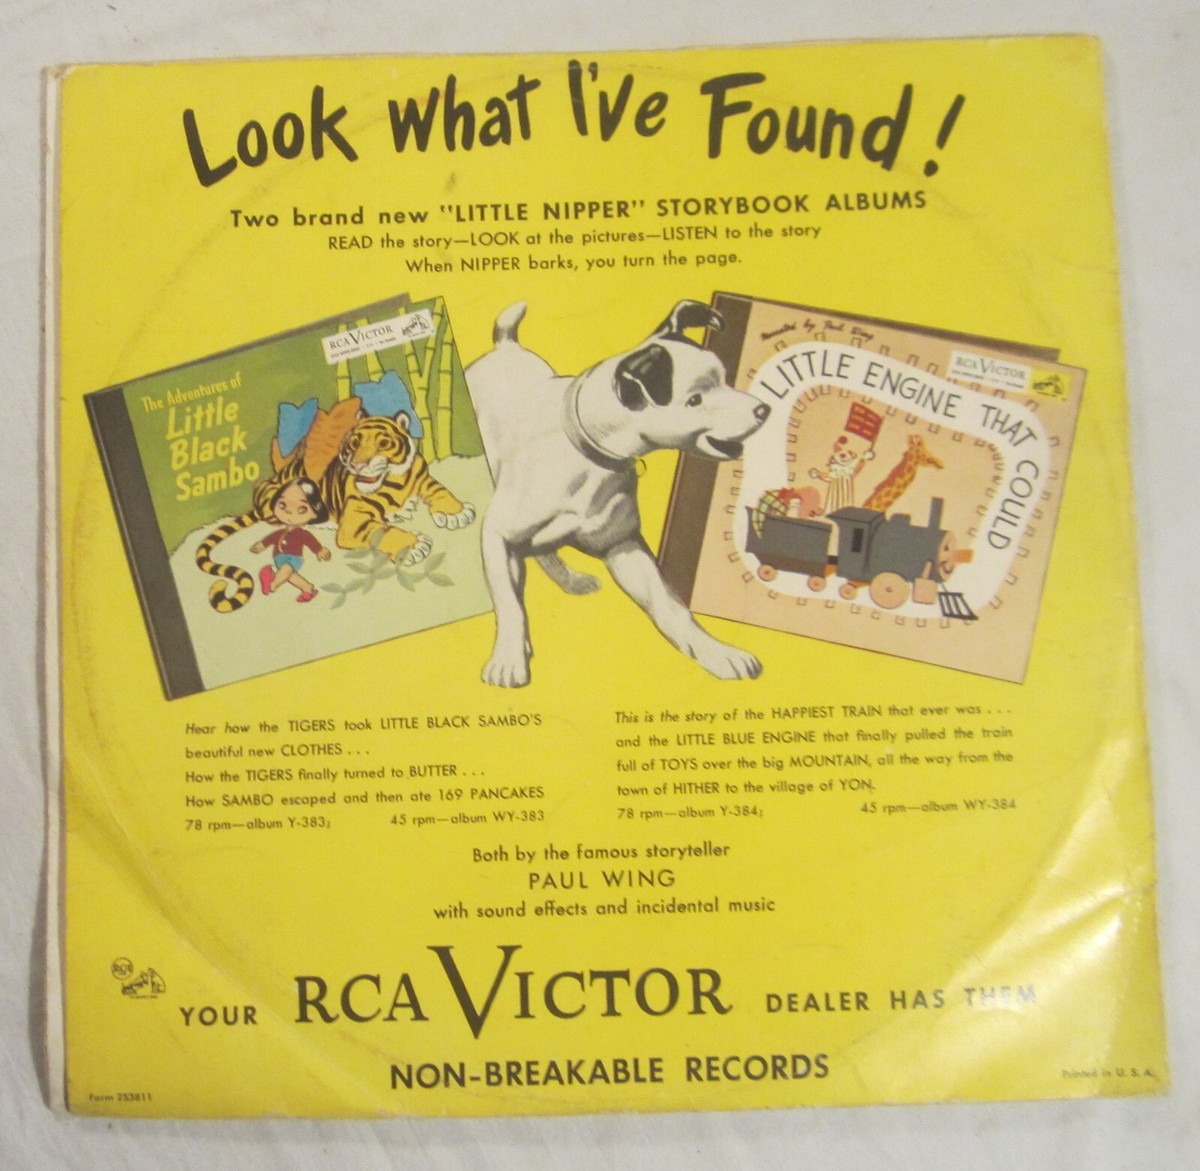 Look what I've Found!
Two brand new "LITTLE NIPPER" STORYBOOK ALBUMS
READ the story—LOOK at the pictures—LISTEN to the story
When NIPPER barks, you turn the page.
RCA VICTOR
The Adventures of
Little
Black
Sambo
Narrated by Paul Wing
RCA VICTOR
LITTLE ENGINE THAT COULD
Hear how the TIGERS took LITTLE BLACK SAMBO'S
beautiful new CLOTHES . . .
How the TIGERS finally turned to BUTTER . . .
How SAMBO escaped and then ate 169 PANCAKES
78 rpm—album Y-383; 45 rpm—album WY-383
This is the story of the HAPPIEST TRAIN that ever was . . .
and the LITTLE BLUE ENGINE that finally pulled the train
full of TOYS over the big MOUNTAIN, all the way from the
town of HITHER to the village of YON.
78 rpm—album Y-384; 45 rpm—album WY-384
Both by the famous storyteller
PAUL WING
with sound effects and incidental music
RCA
YOUR RCA VICTOR DEALER HAS THEM
NON-BREAKABLE RECORDS
Form 2S3811
Printed in U. S. A.